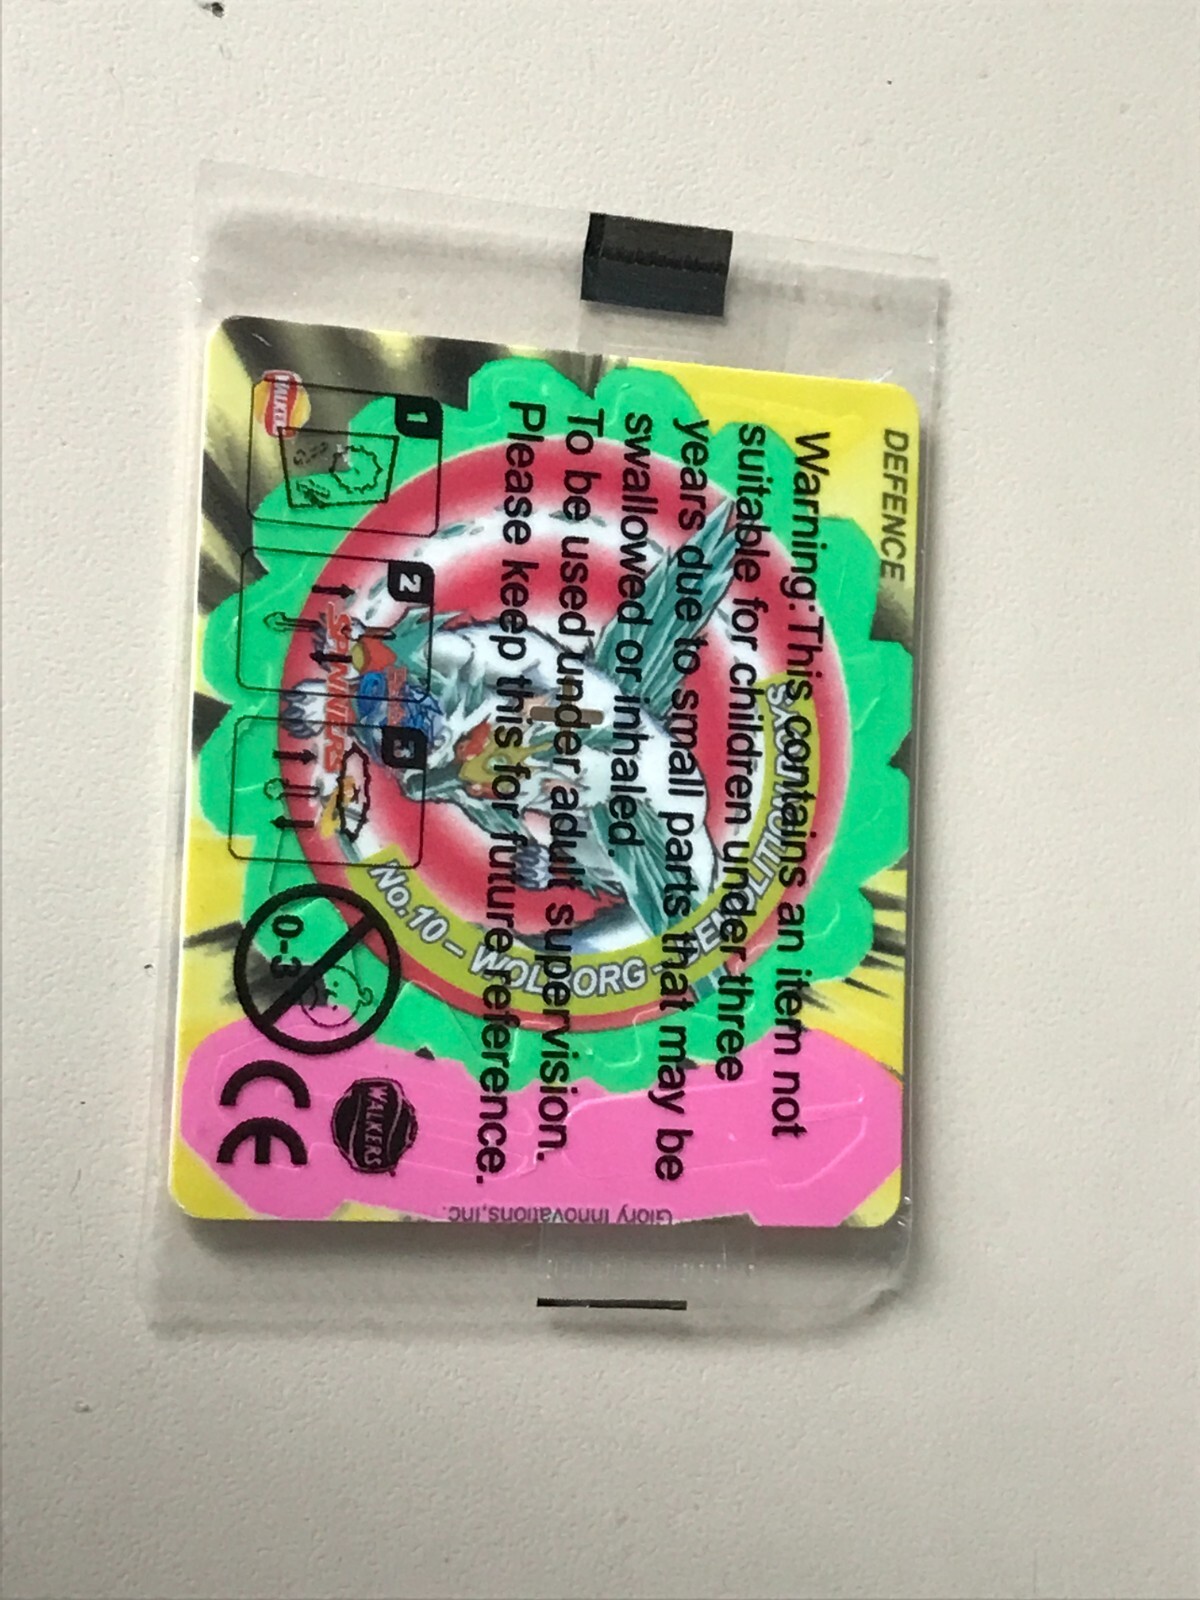 DEFENCE
Warning:This contains an item not
suitable for children under three
years due to small parts that may be
swallowed or inhaled.
To be used under adult supervision.
Please keep this for future reference.
No.10 – WOLBORG -
1
2
3
SPINNERS
0-3
CE
WALKERS
WALKERS
Glory Innovations,Inc.